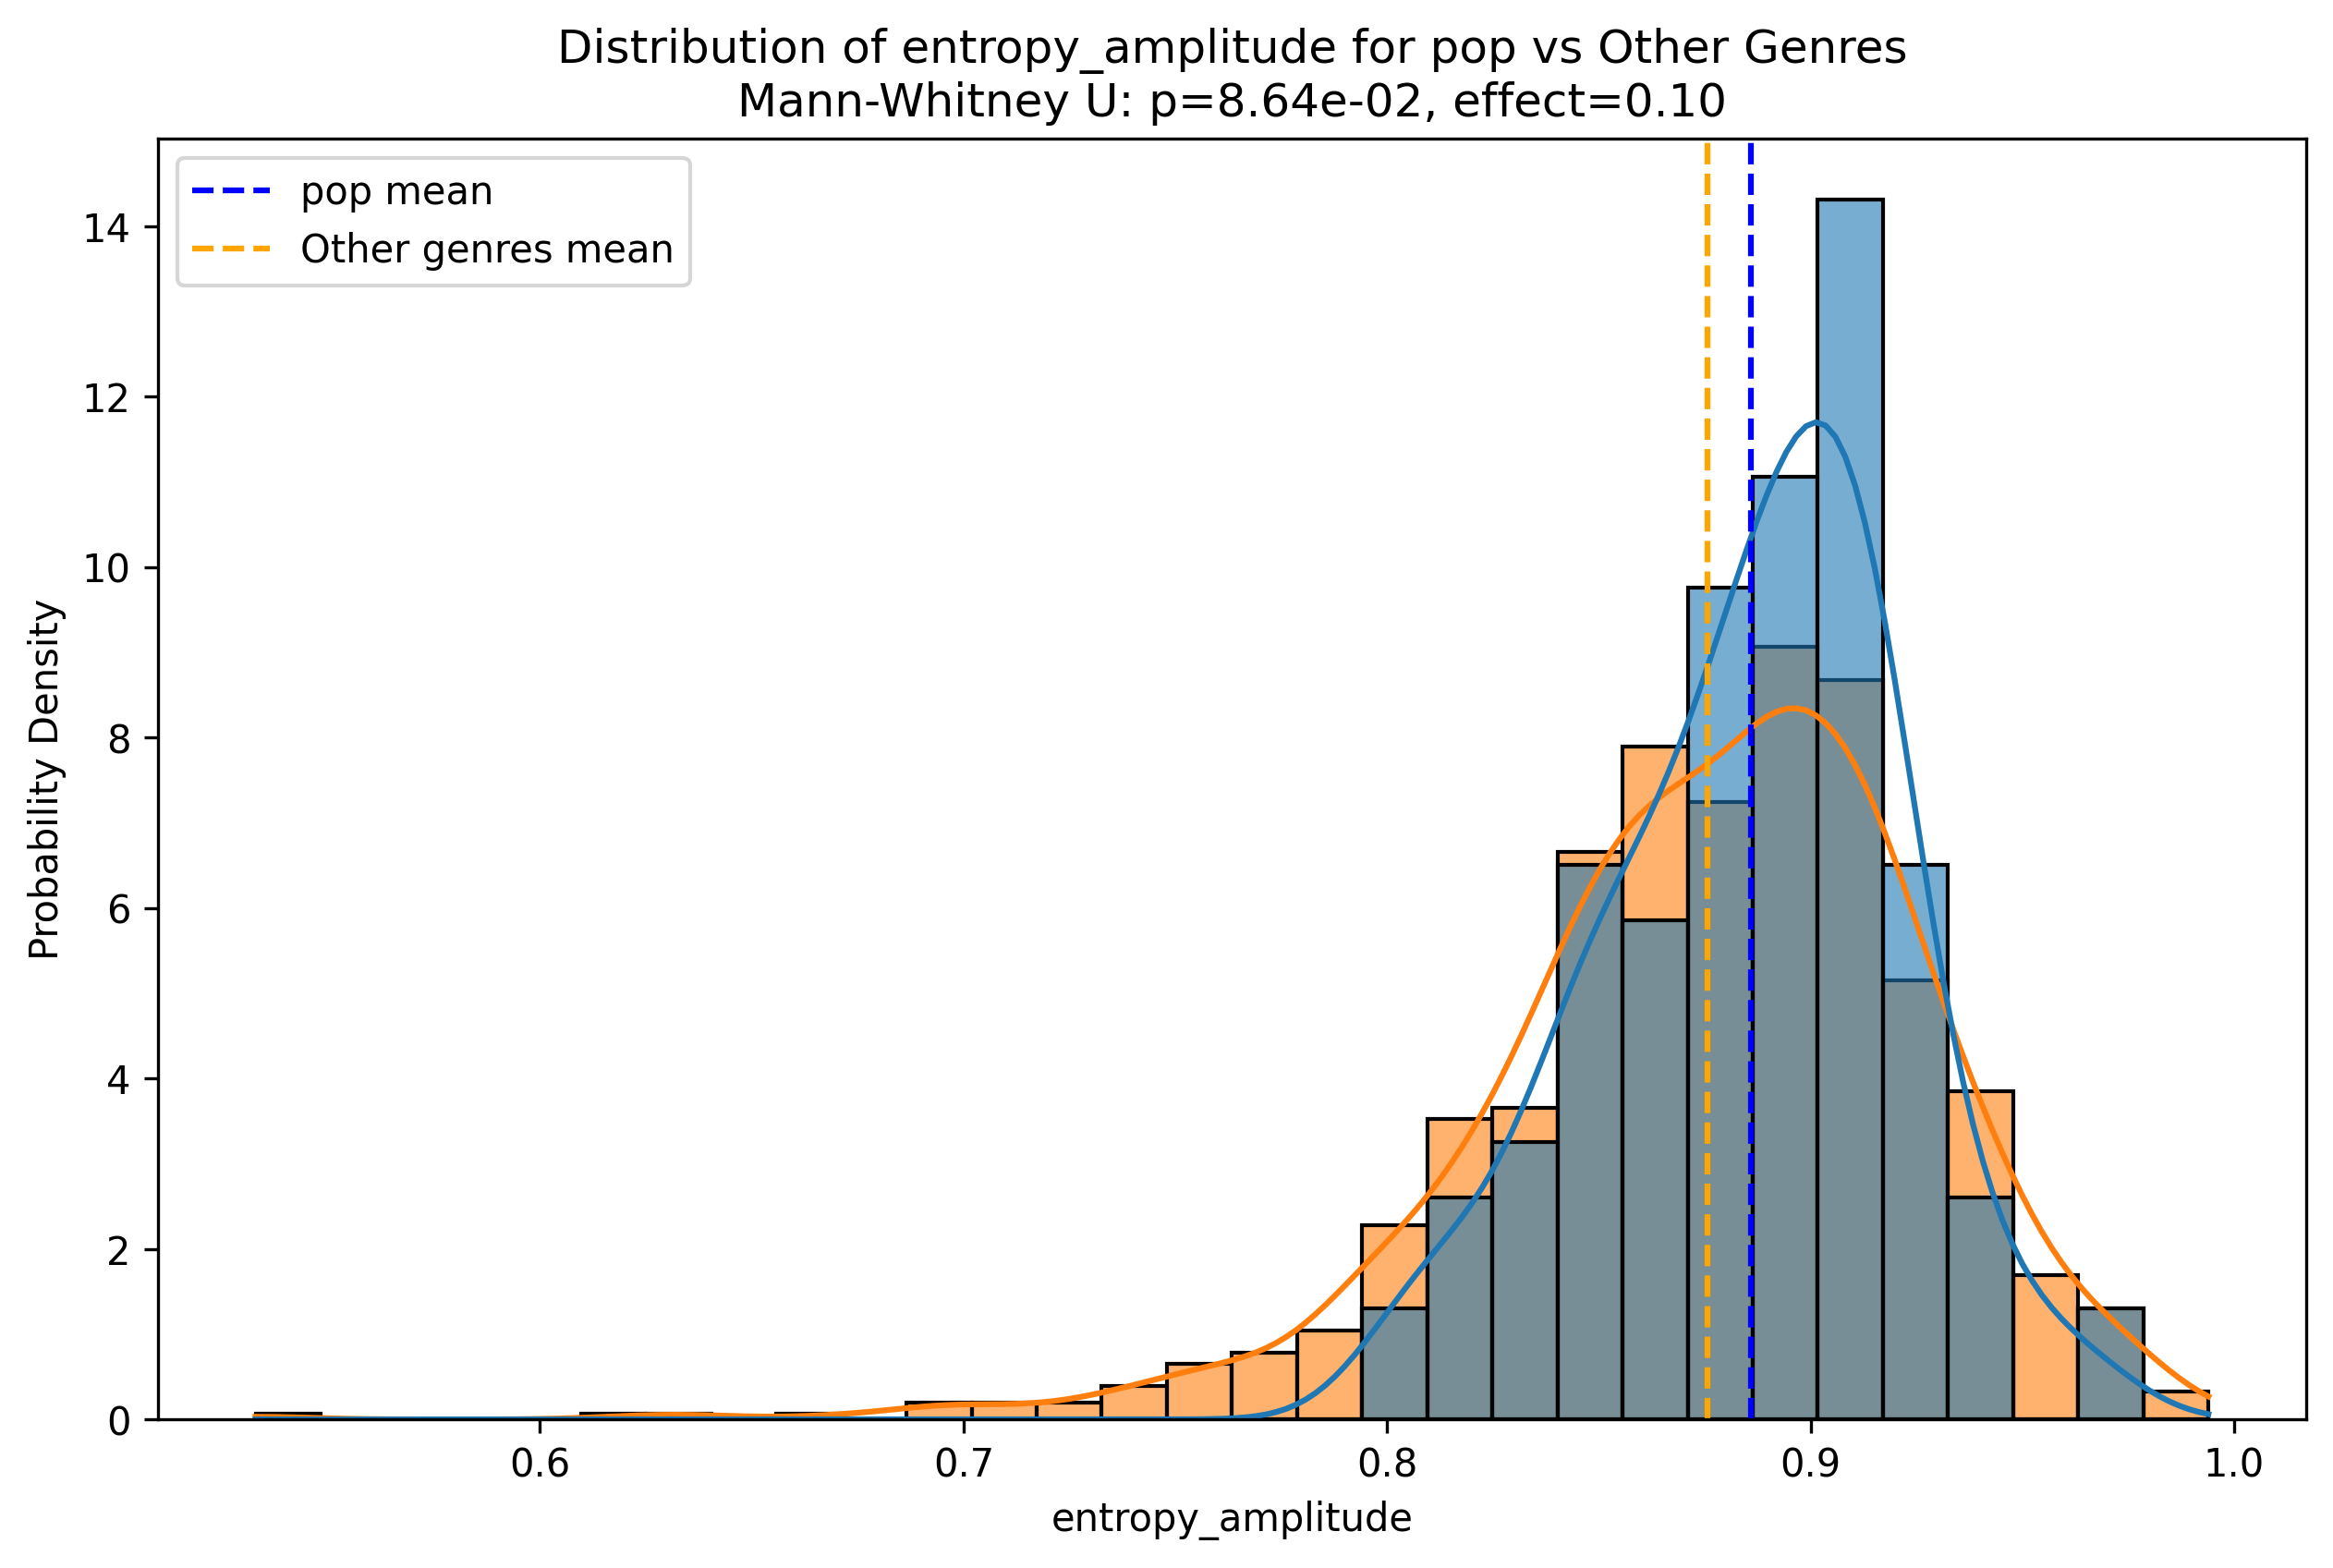 Distribution of entropy_amplitude for pop vs Other Genres
Mann-Whitney U: p=8.64e-02, effect=0.10
pop mean
Other genres mean
Probability Density
14
12
10
8
6
4
2
0
0.6
0.7
0.8
0.9
1.0
entropy_amplitude